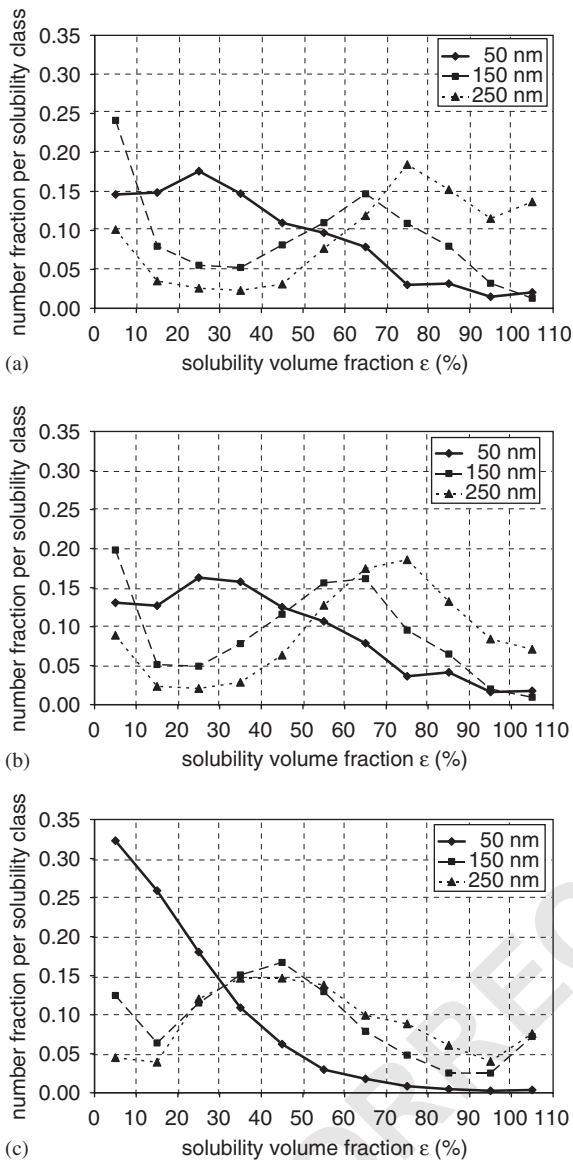 0.35
0.30
0.25
0.20
0.15
0.10
0.05
0.00
number fraction per solubility class
50 nm
150 nm
250 nm
0 10 20 30 40 50 60 70 80 90 100 110
(a) solubility volume fraction ε (%)
0.35
0.30
0.25
0.20
0.15
0.10
0.05
0.00
number fraction per solubility class
50 nm
150 nm
250 nm
0 10 20 30 40 50 60 70 80 90 100 110
(b) solubility volume fraction ε (%)
0.35
0.30
0.25
0.20
0.15
0.10
0.05
0.00
number fraction per solubility class
50 nm
150 nm
250 nm
0 10 20 30 40 50 60 70 80 90 100 110
(c) solubility volume fraction ε (%)
ORREC